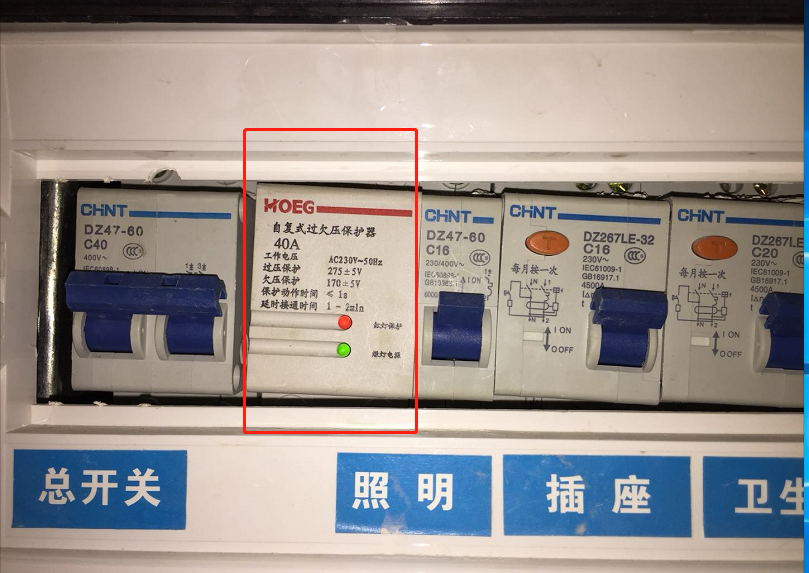 CHNT
DZ47-60
C40
400V~
IEC60898-1
HOEG
自复式过欠压保护器
40A
工作电压 AC230V~50Hz
过压保护 275±5V
欠压保护 170±5V
保护动作时间 ≤ 1s
延时接通时间 1-2min
红灯保护
绿灯电源
CHNT
DZ47-60
C16
230/400V~
6000
I ON
CHNT
DZ267LE-32
C16
230V~
IEC61009-1
GB16917.1
4500A
每月按一次
N
N
2
I ON
O OFF
CHNT
DZ267LE
C20
230V~
IEC61009-1
GB16917.1
4500A
每月按一次
N
N
2
I ON
O OFF
总开关
照 明
插 座
卫生